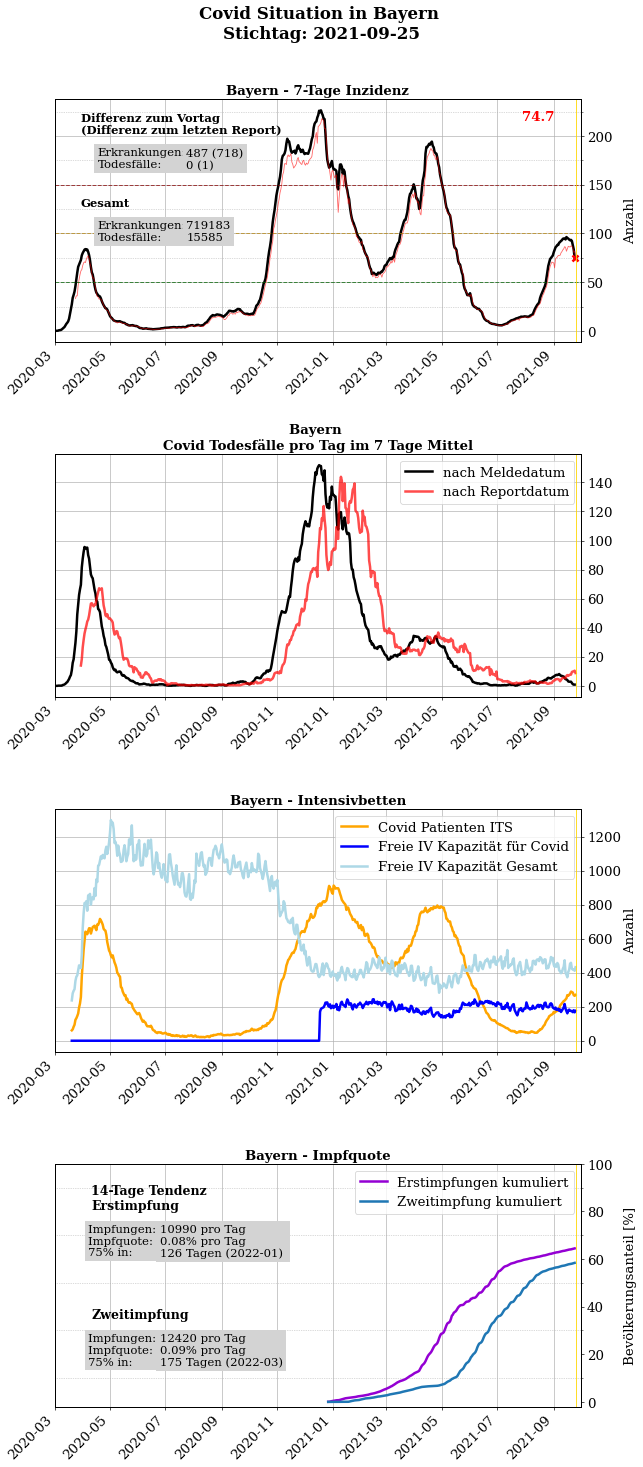 Covid Situation in Bayern
Stichtag: 2021-09-25
Bayern - 7-Tage Inzidenz
Differenz zum Vortag
(Differenz zum letzten Report)
Erkrankungen 487 (718)
Todesfälle: 0 (1)
Gesamt
Erkrankungen 719183
Todesfälle: 15585
74.7
200
150
100
50
0
Anzahl
2020-03
2020-05
2020-07
2020-09
2020-11
2021-01
2021-03
2021-05
2021-07
2021-09
Bayern
Covid Todesfälle pro Tag im 7 Tage Mittel
nach Meldedatum
nach Reportdatum
140
120
100
80
60
40
20
0
2020-03
2020-05
2020-07
2020-09
2020-11
2021-01
2021-03
2021-05
2021-07
2021-09
Bayern - Intensivbetten
Covid Patienten ITS
Freie IV Kapazität für Covid
Freie IV Kapazität Gesamt
1200
1000
800
600
400
200
0
Anzahl
2020-03
2020-05
2020-07
2020-09
2020-11
2021-01
2021-03
2021-05
2021-07
2021-09
Bayern - Impfquote
14-Tage Tendenz
Erstimpfung
Impfungen: 10990 pro Tag
Impfquote: 0.08% pro Tag
75% in: 126 Tagen (2022-01)
Zweitimpfung
Impfungen: 12420 pro Tag
Impfquote: 0.09% pro Tag
75% in: 175 Tagen (2022-03)
Erstimpfungen kumuliert
Zweitimpfung kumuliert
100
80
60
40
20
0
Bevölkerungsanteil [%]
2020-03
2020-05
2020-07
2020-09
2020-11
2021-01
2021-03
2021-05
2021-07
2021-09